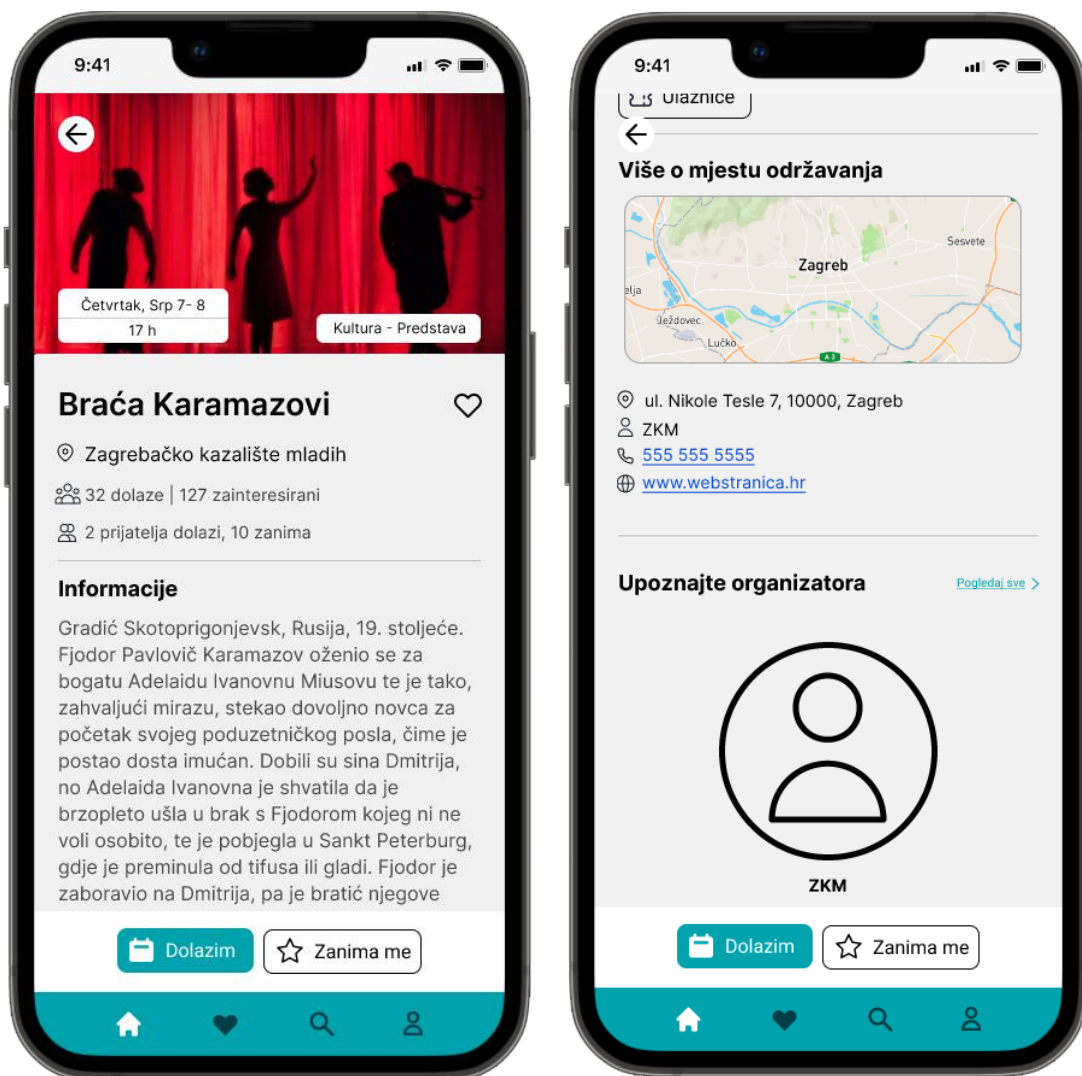 9:41
Četvrtak, Srp 7- 8
17 h
Kultura - Predstava
Braća Karamazovi
Zagrebačko kazalište mladih
32 dolaze | 127 zainteresirani
2 prijatelja dolazi, 10 zanima
Informacije
Gradić Skotoprigonjevsk, Rusija, 19. stoljeće.
Fjodor Pavlovič Karamazov oženio se za
bogatu Adelaidu Ivanovnu Miusovu te je tako,
zahvaljući mirazu, stekao dovoljno novca za
početak svojeg poduzetničkog posla, čime je
postao dosta imućan. Dobili su sina Dmitrija,
no Adelaida Ivanovna je shvatila da je
brzopleto ušla u brak s Fjodorom kojeg ni ne
voli osobito, te je pobjegla u Sankt Peterburg,
gdje je preminula od tifusa ili gladi. Fjodor je
zaboravio na Dmitrija, pa je bratić njegove
Dolazim
Zanima me
9:41
Ulaznice
Više o mjestu održavanja
Sesvete
Zagreb
elja
Ježdovec
Lučko
A 3
ul. Nikole Tesle 7, 10000, Zagreb
ZKM
555 555 5555
www.webstranica.hr
Upoznajte organizatora
Pogledaj sve
ZKM
Dolazim
Zanima me